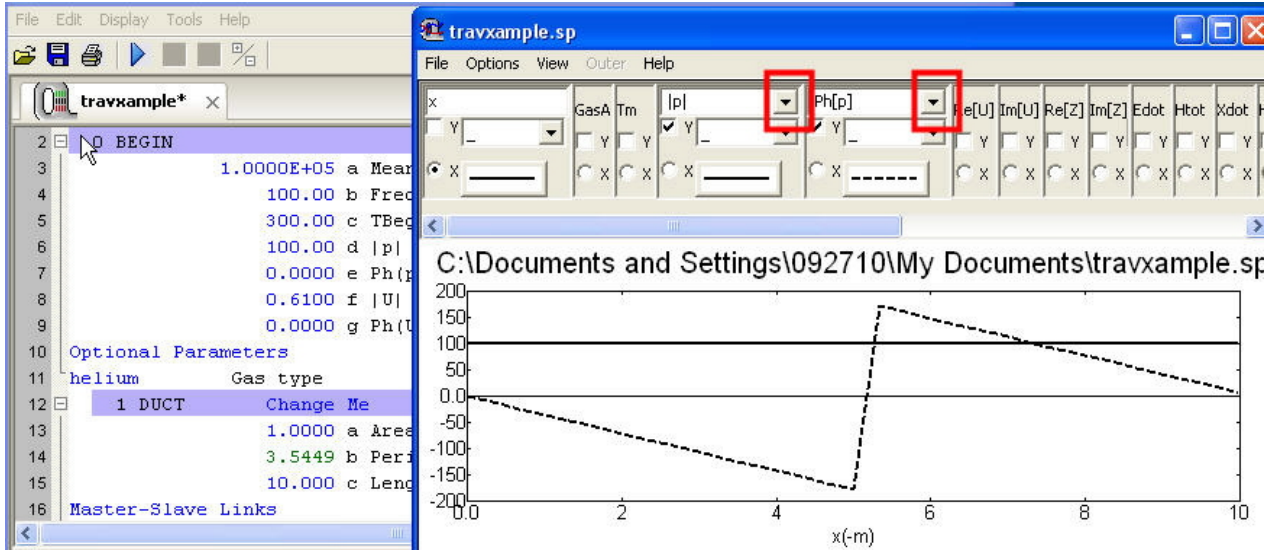 File Edit Display Tools Help
travxample* ×
2 0 BEGIN
3 1.0000E+05 a Mean
4 100.00 b Freq
5 300.00 c TBeg
6 100.00 d |p|
7 0.0000 e Ph(p
8 0.6100 f |U|
9 0.0000 g Ph(U
10 Optional Parameters
11 helium Gas type
12 1 DUCT Change Me
13 1.0000 a Area
14 3.5449 b Peri
15 10.000 c Leng
16 Master-Slave Links
travxample.sp
File Options View Outer Help
x GasA Tm |p| Ph[p] Re[U] Im[U] Re[Z] Im[Z] Edot Htot Xdot H
Y _ Y Y Y _ Y _ Y Y Y Y Y Y Y
X X X X X X X X X X X X
C:\Documents and Settings\092710\My Documents\travxample.sp
200
150
100
50
0.0
-50
-100
-150
-200
0.0 2 4 6 8 10
x(-m)